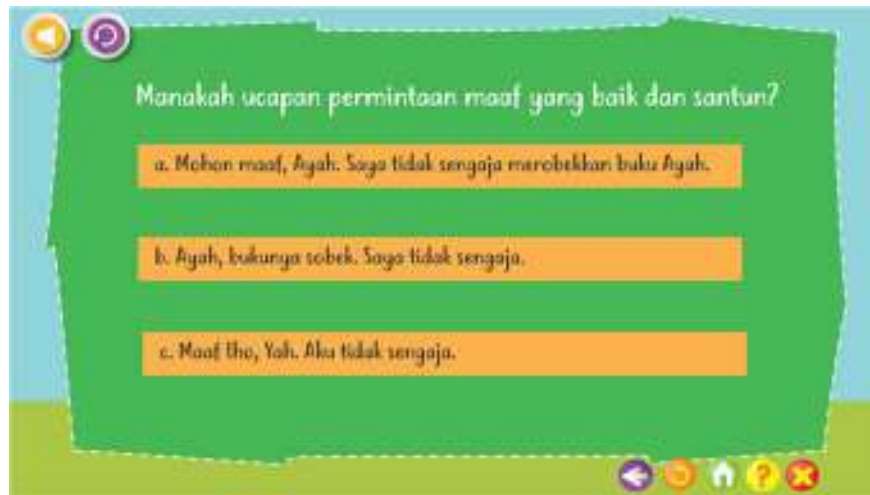 Manakah ucapan permintaan maaf yang baik dan santun?
a. Mohon maaf, Ayah. Saya tidak sengaja merobekkan buku Ayah.
b. Ayah, bukunya sobek. Saya tidak sengaja.
c. Maaf lho, Yah. Aku tidak sengaja.
?